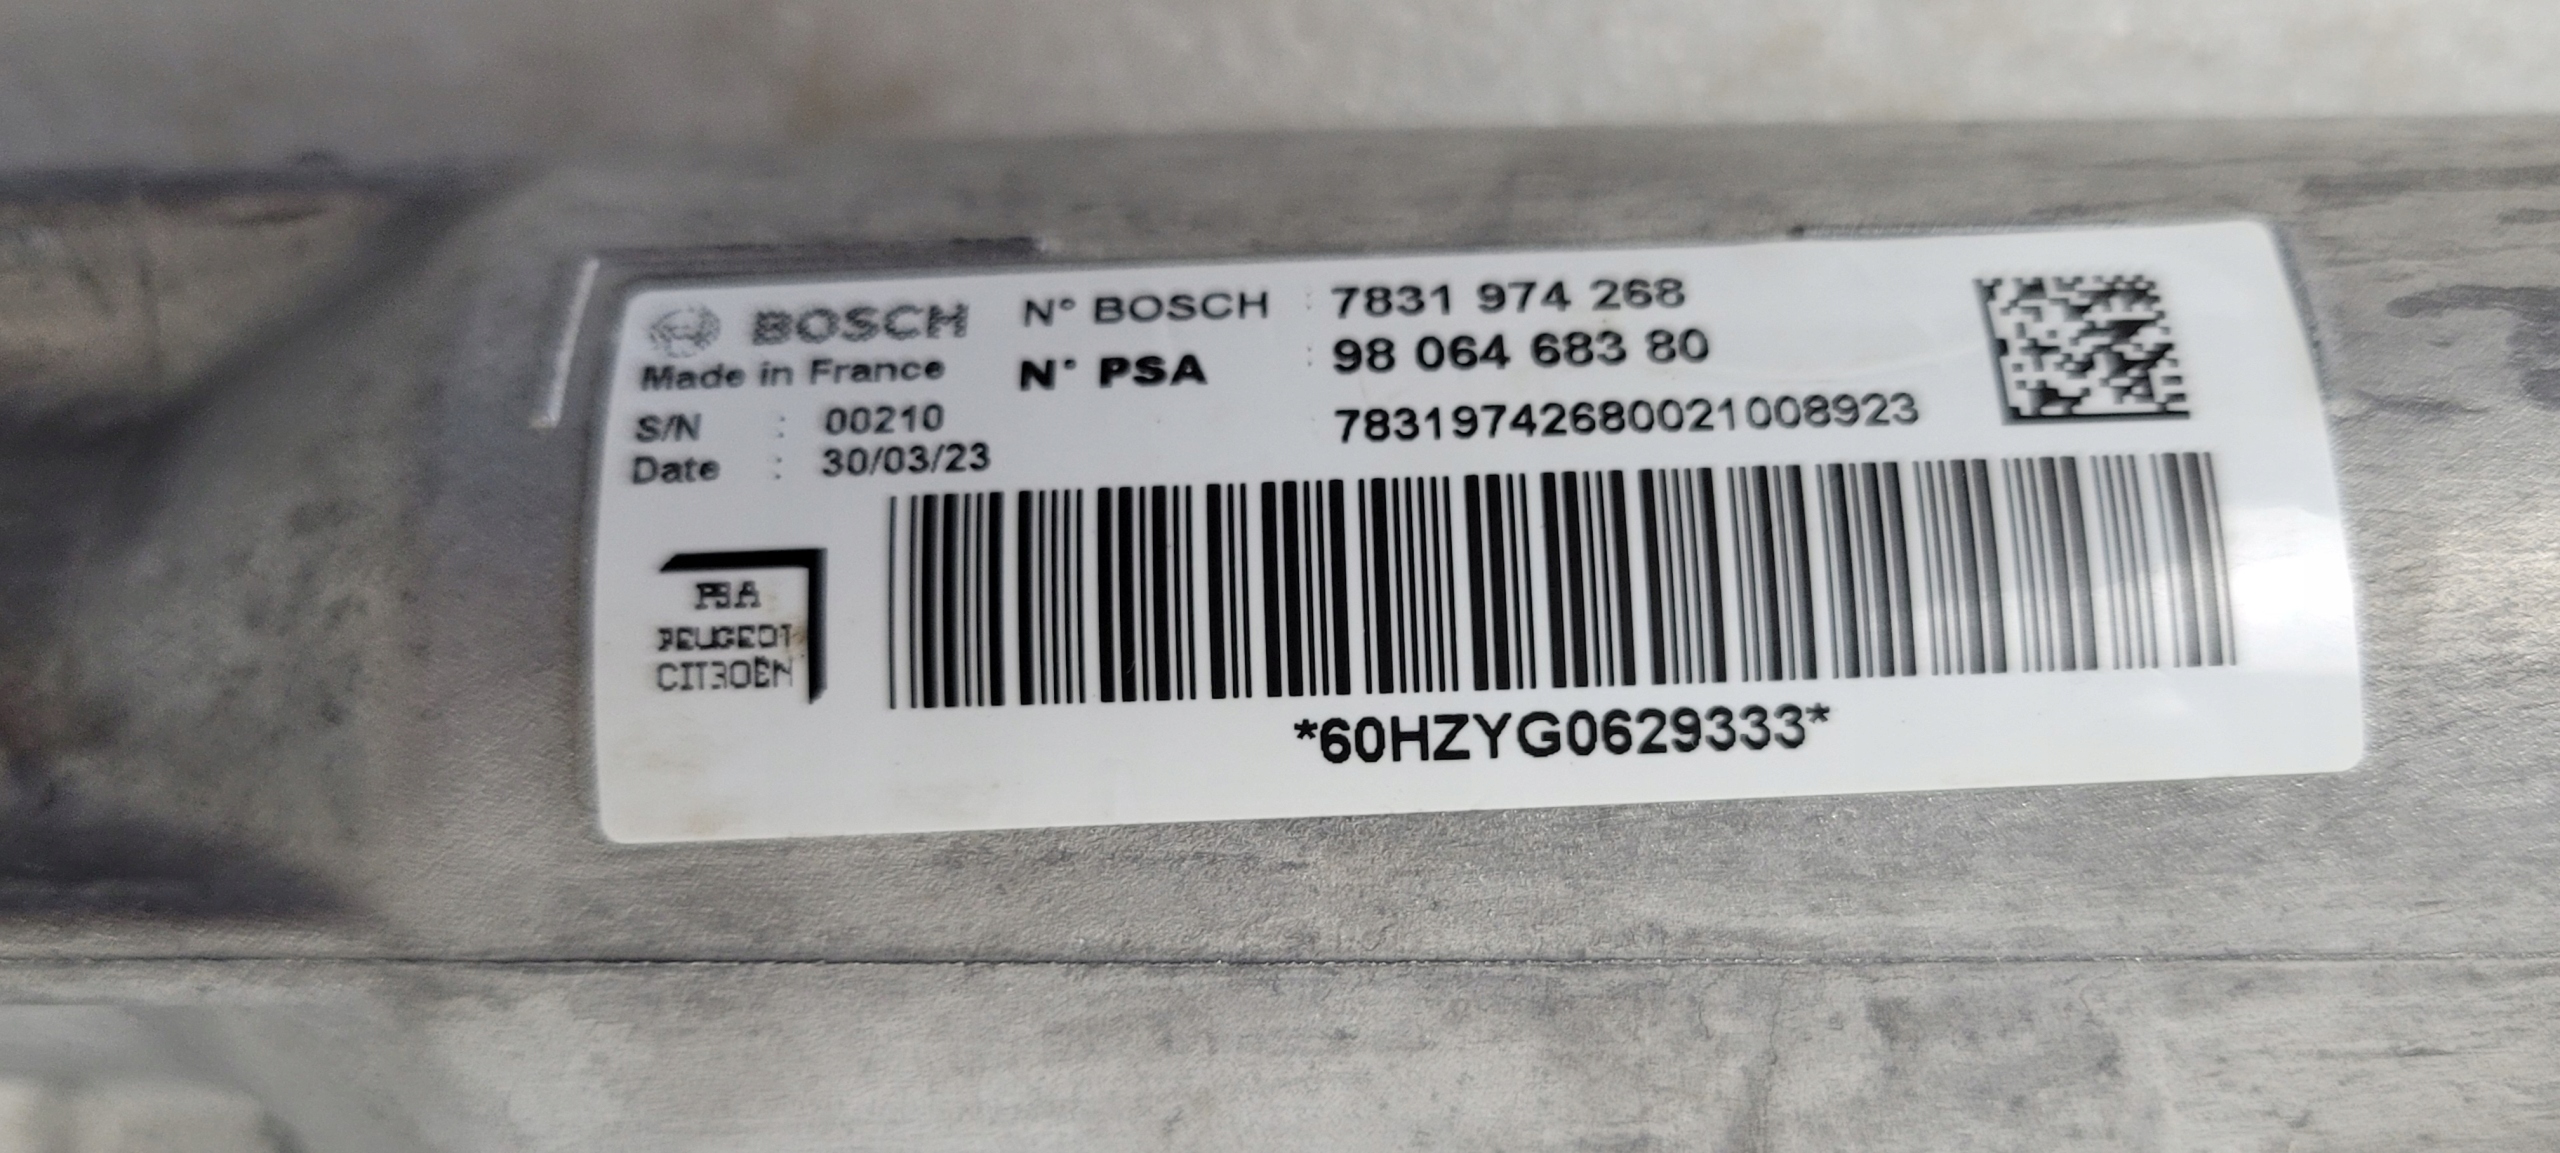 BOSCH
Made in France
S/N : 00210
Date : 30/03/23
N° BOSCH : 7831 974 268
N° PSA : 98 064 683 80
78319742680021008923
PSA
PEUGEOT
CITROËN
*60HZYG0629333*